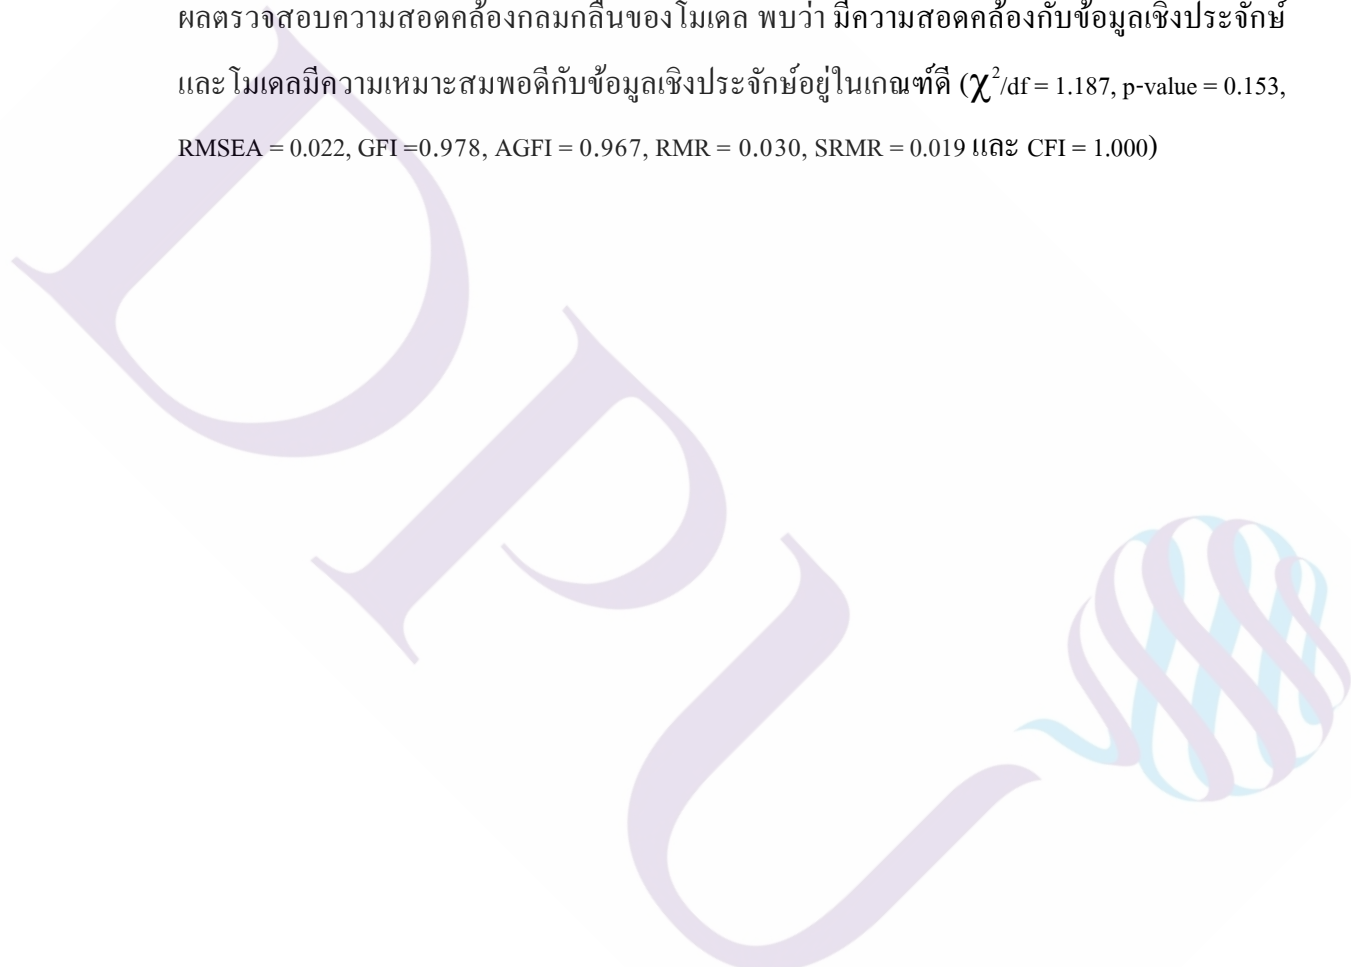 ผลตรวจสอบความสอดคล้องกลมกลืนของโมเดล พบว่า มีความสอดคล้องกับข้อมูลเชิงประจักษ์
และโมเดลมีความเหมาะสมพอดีกับข้อมูลเชิงประจักษ์อยู่ในเกณฑ์ดี (χ²/df = 1.187, p-value = 0.153,
RMSEA = 0.022, GFI =0.978, AGFI = 0.967, RMR = 0.030, SRMR = 0.019 และ CFI = 1.000)
DPU